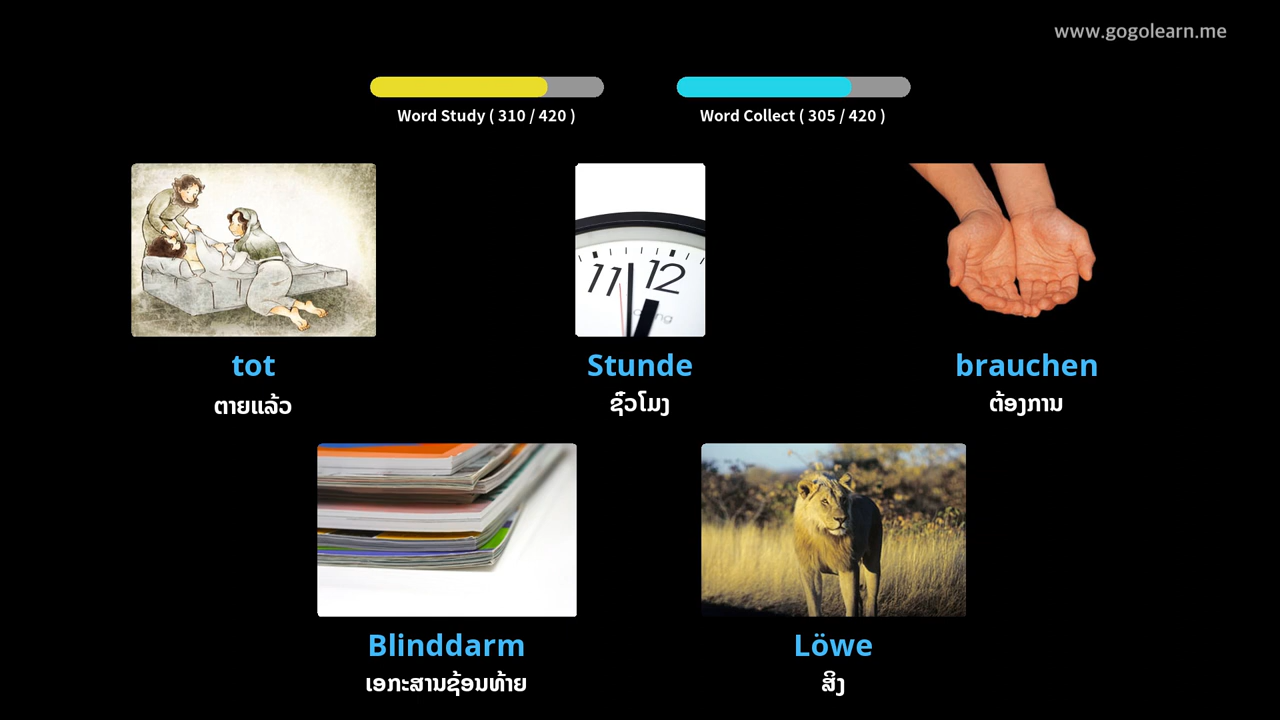 www.gogolearn.me
Word Study ( 310 / 420 )
Word Collect ( 305 / 420 )
11 12
tot
ຕາຍແລ້ວ
Stunde
ຊົ່ວໂມງ
brauchen
ຕ້ອງການ
Blinddarm
ເອກະສານຊ້ອນທ້າຍ
Löwe
ສິງ